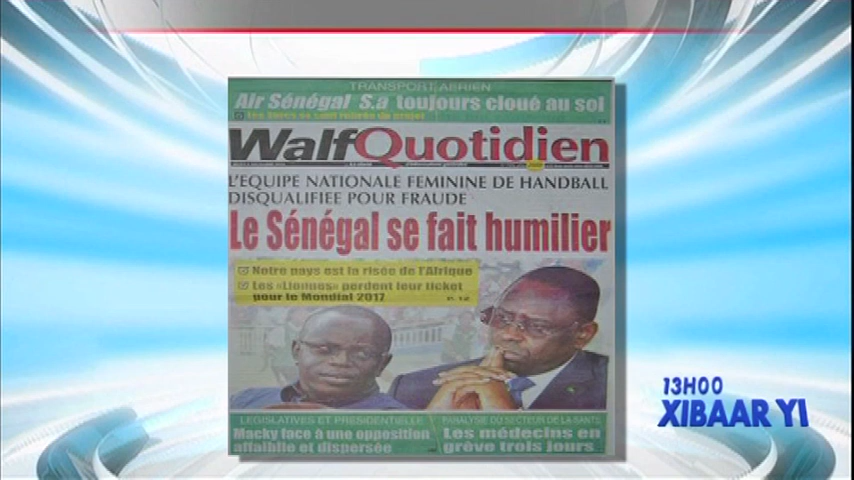 TRANSPORT AERIEN
Air Sénégal S.a toujours cloué au sol
WalfQuotidien
L'EQUIPE NATIONALE FEMININE DE HANDBALL
DISQUALIFIEE POUR FRAUDE
Le Sénégal se fait humilier
Notre pays est la risée de l'Afrique
Les «Lionnes» perdent leur ticket
pour le Mondial 2017
P. 12
LEGISLATIVES ET PRESIDENTIELLE
Macky face à une opposition
affaiblie et dispersée
PARALYSIE DU SECTEUR DE LA SANTE
Les médecins en
grève trois jours
13H00
XIBAAR YI